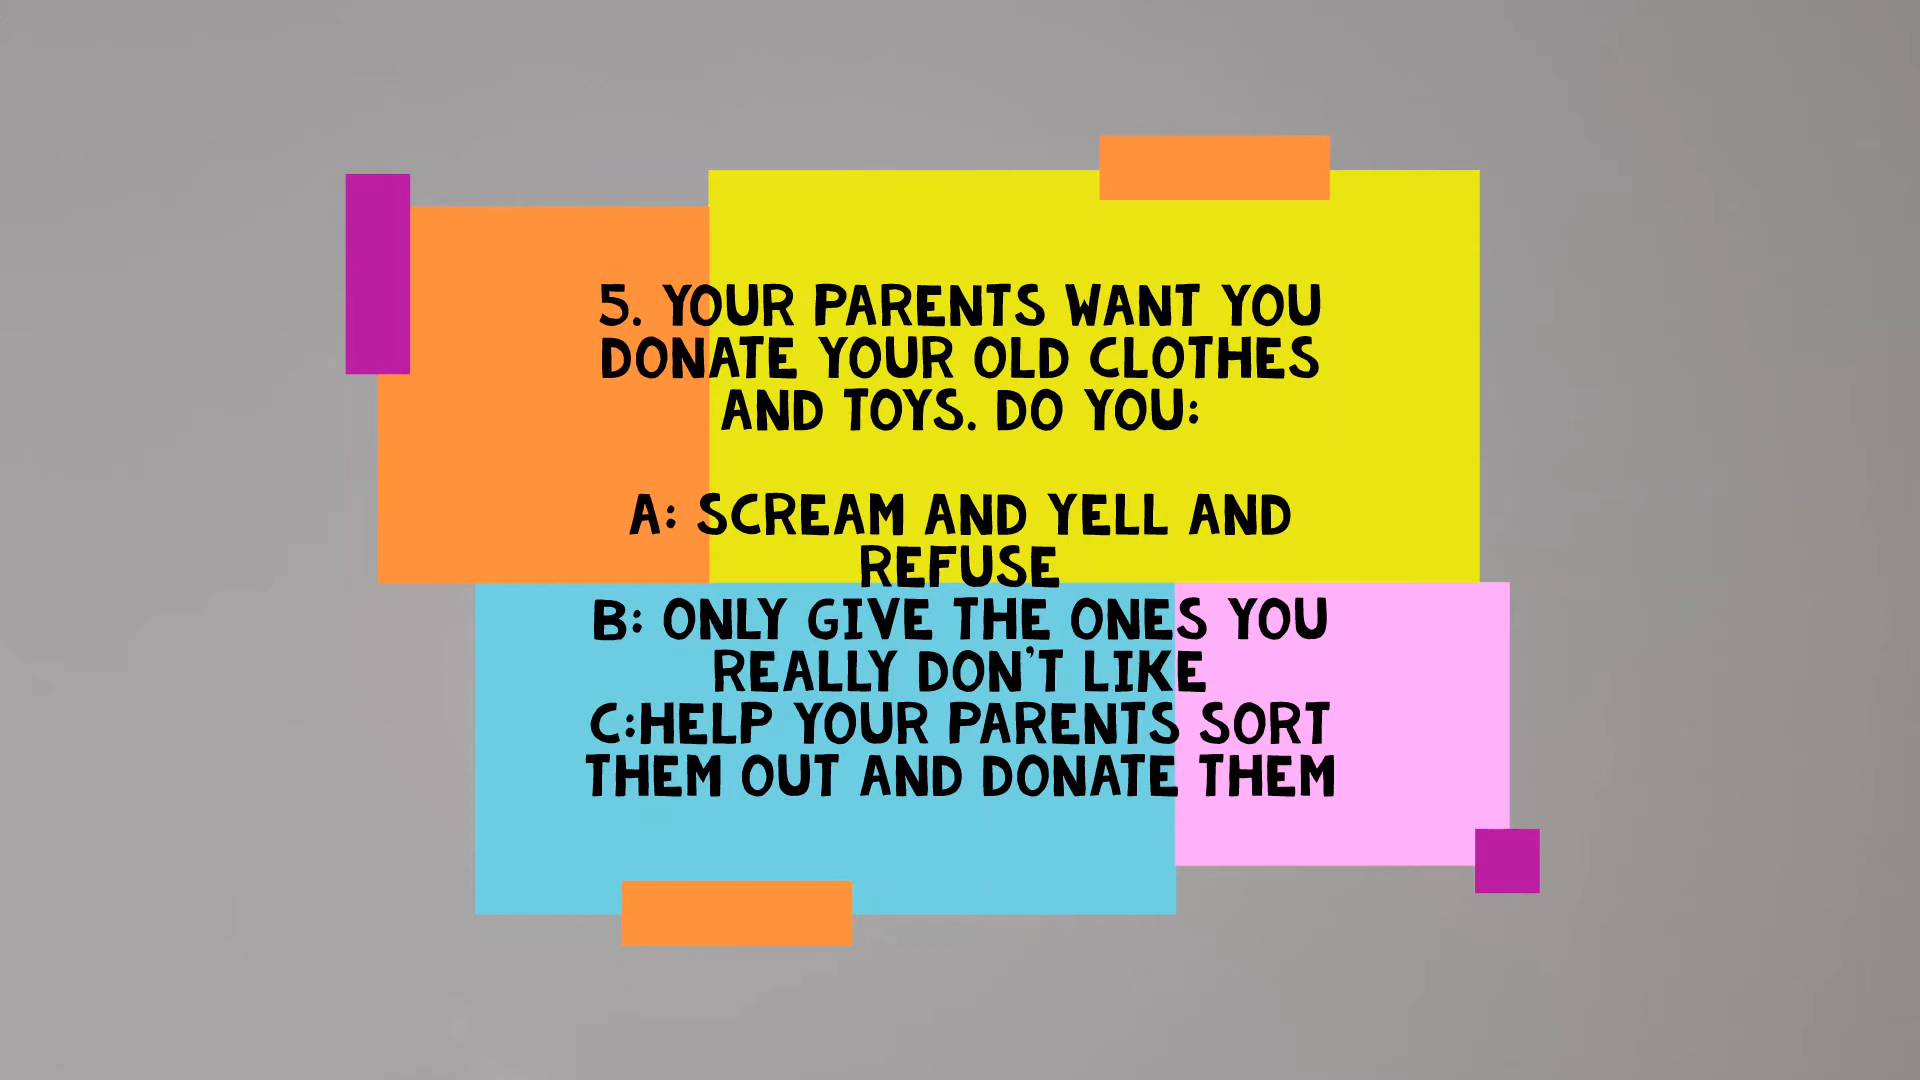 5. YOUR PARENTS WANT YOU
DONATE YOUR OLD CLOTHES
AND TOYS. DO YOU:
A: SCREAM AND YELL AND
REFUSE
B: ONLY GIVE THE ONES YOU
REALLY DON'T LIKE
C:HELP YOUR PARENTS SORT
THEM OUT AND DONATE THEM